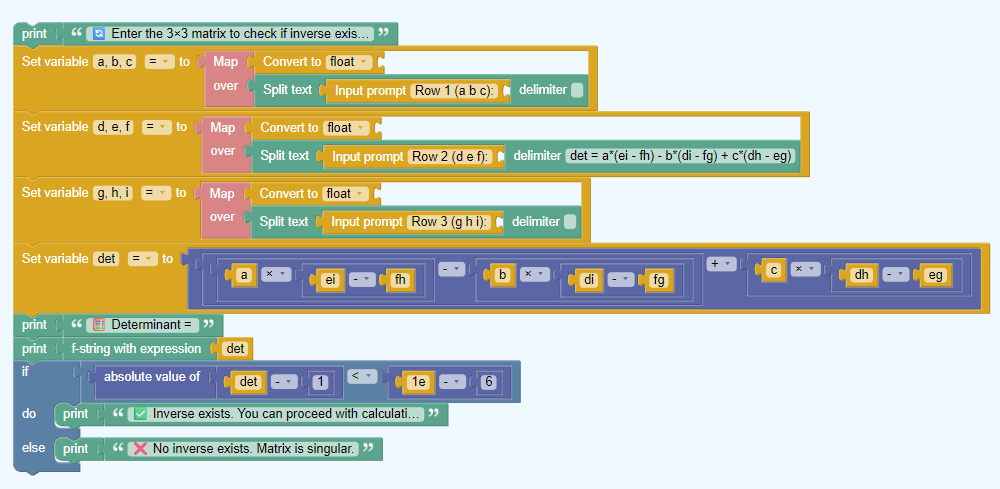 print “ 🔄 Enter the 3×3 matrix to check if inverse exis... ”
Set variable a, b, c = to Map Convert to float
over Split text Input prompt Row 1 (a b c): delimiter
Set variable d, e, f = to Map Convert to float
over Split text Input prompt Row 2 (d e f): delimiter det = a*(ei - fh) - b*(di - fg) + c*(dh - eg)
Set variable g, h, i = to Map Convert to float
over Split text Input prompt Row 3 (g h i): delimiter
Set variable det = to a × ei - fh - b × di - fg + c × dh - eg
print “ 🧮 Determinant = ”
print f-string with expression det
if absolute value of det - 1 < 1e - 6
do print “ ✅ Inverse exists. You can proceed with calculati... ”
else print “ ❌ No inverse exists. Matrix is singular. ”